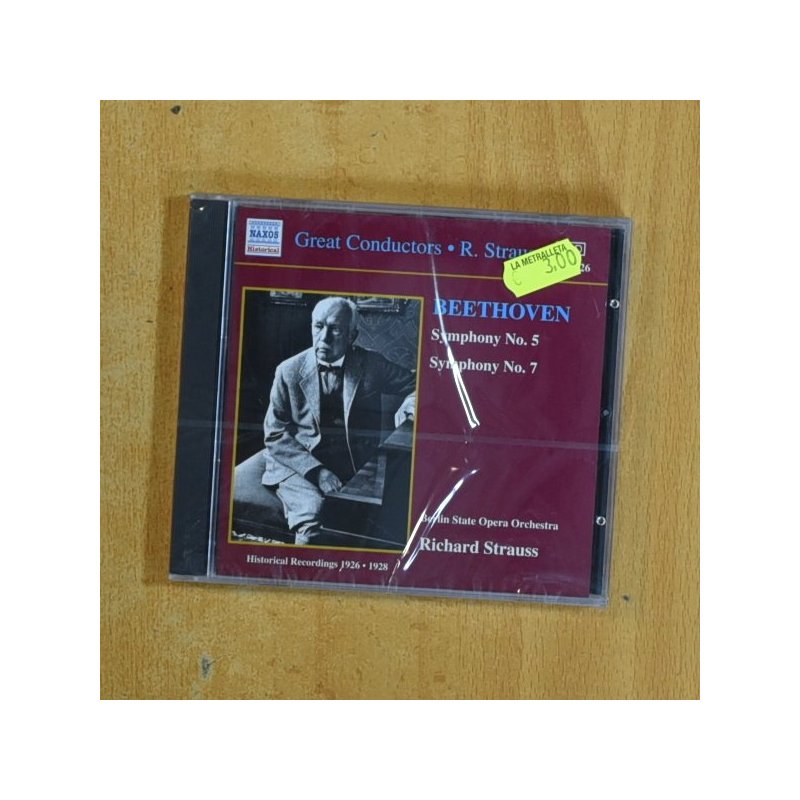 NAXOS
Historical
Great Conductors • R. Strau
LA METRALLETA
€ 3,00
26
BEETHOVEN
Symphony No. 5
Symphony No. 7
Berlin State Opera Orchestra
Richard Strauss
Historical Recordings 1926 • 1928